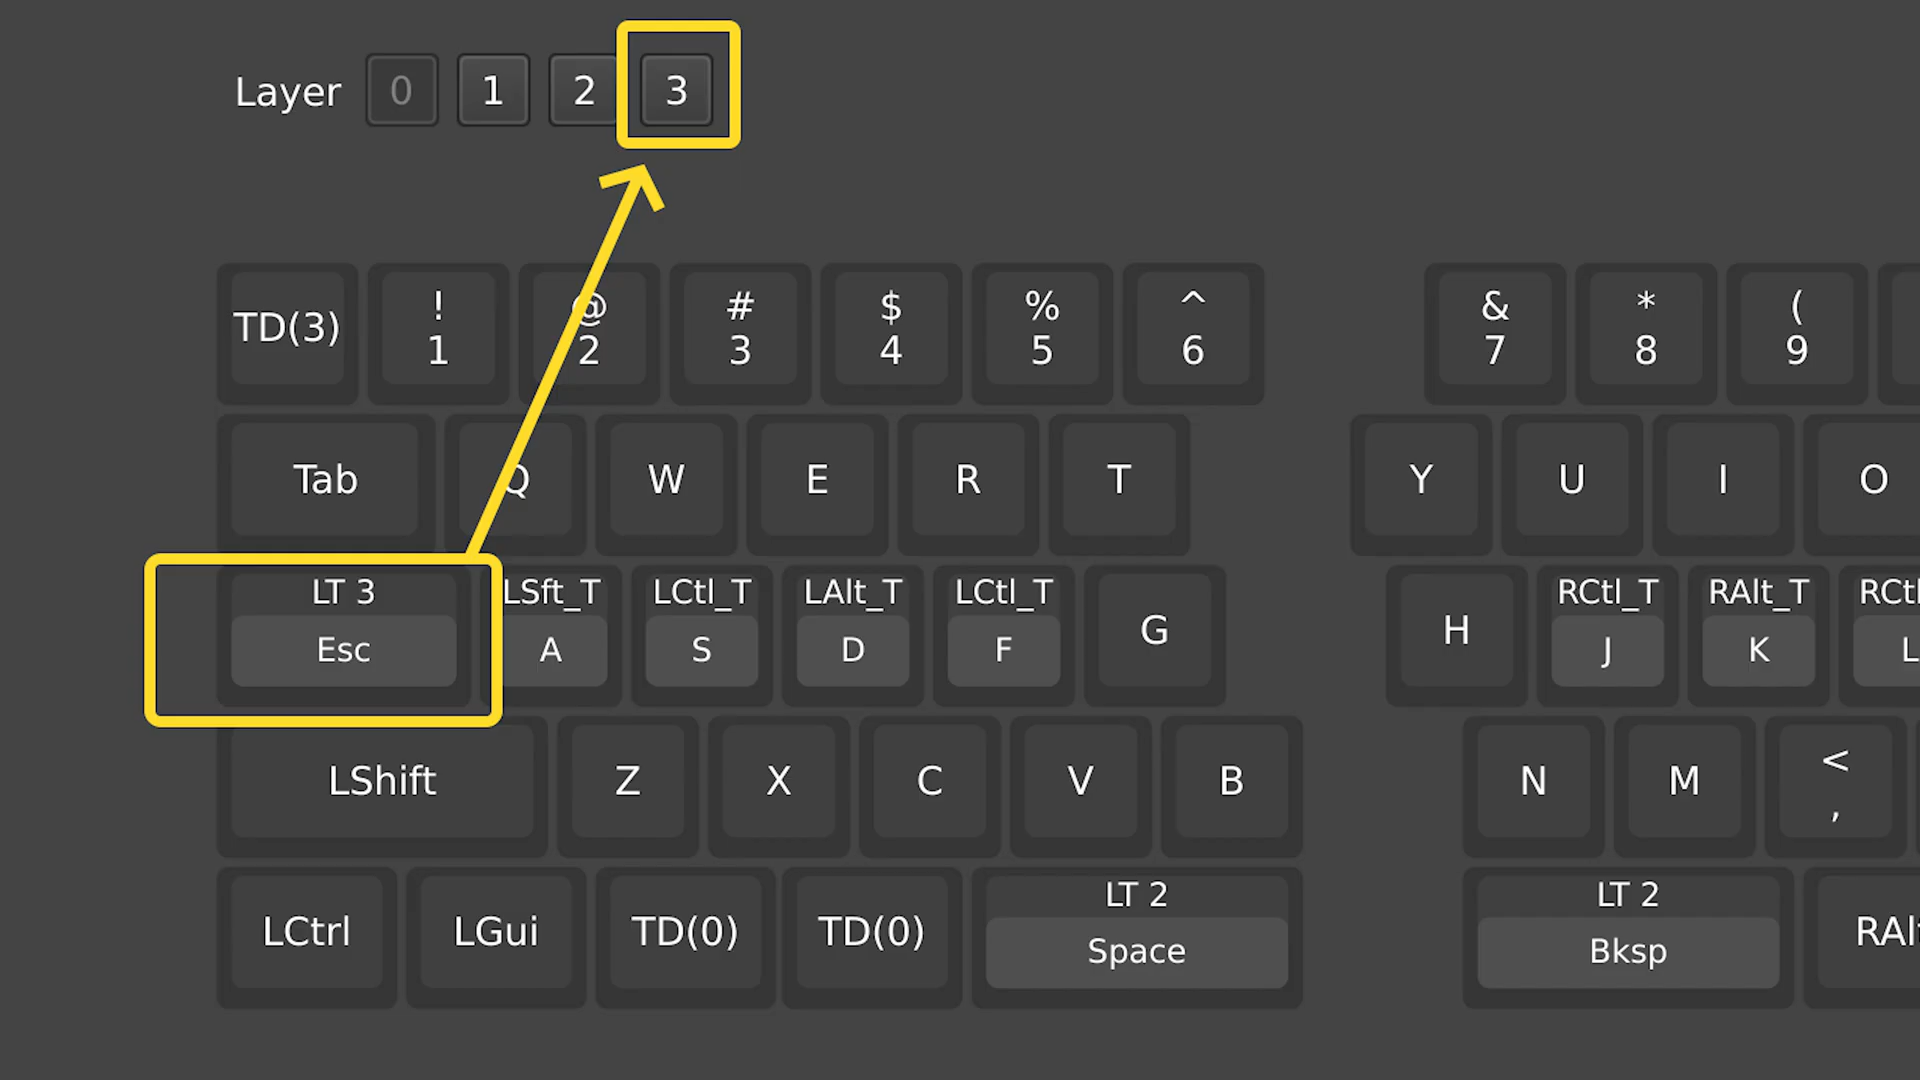 Layer 0 1 2 3
TD(3) ! 1 @ 2 # 3 $ 4 % 5 ^ 6 & 7 * 8 ( 9
Tab Q W E R T Y U I O
LT 3 LSft_T LCtl_T LAlt_T LCtl_T RCtl_T RAlt_T RCtl
Esc A S D F G H J K L
LShift Z X C V B N M < ,
LT 2 LT 2
LCtrl LGui TD(0) TD(0) Space Bksp RAlt